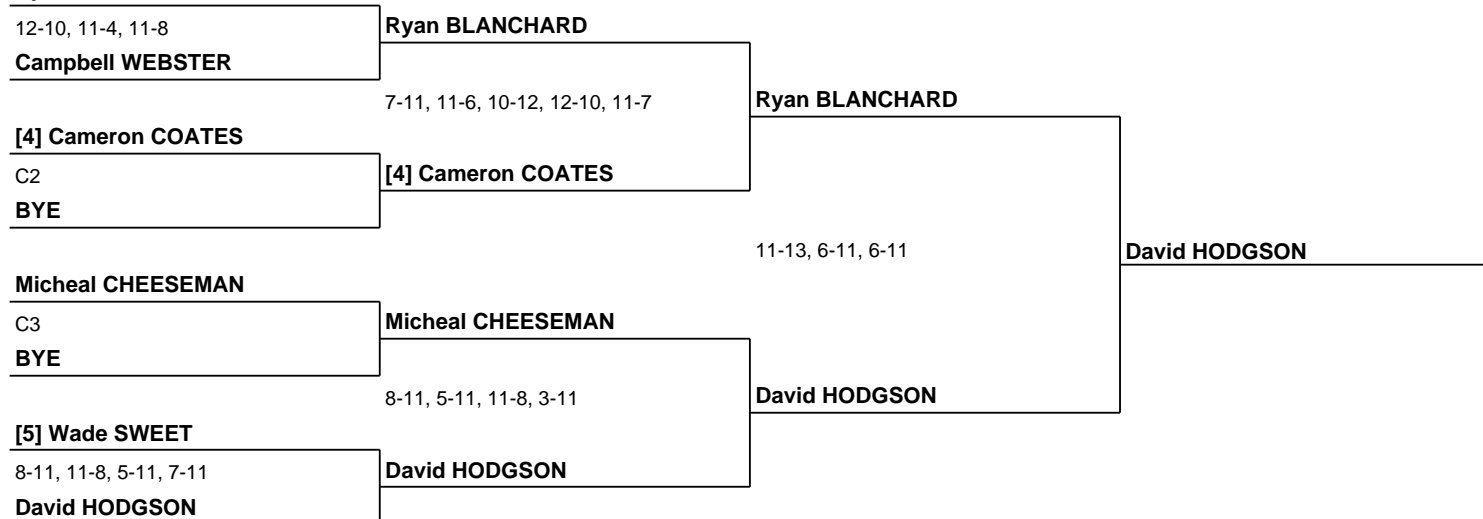 12-10, 11-4, 11-8
Ryan BLANCHARD
Campbell WEBSTER
7-11, 11-6, 10-12, 12-10, 11-7
Ryan BLANCHARD
[4] Cameron COATES
C2
[4] Cameron COATES
BYE
11-13, 6-11, 6-11
David HODGSON
Micheal CHEESEMAN
C3
Micheal CHEESEMAN
BYE
8-11, 5-11, 11-8, 3-11
David HODGSON
[5] Wade SWEET
8-11, 11-8, 5-11, 7-11
David HODGSON
David HODGSON